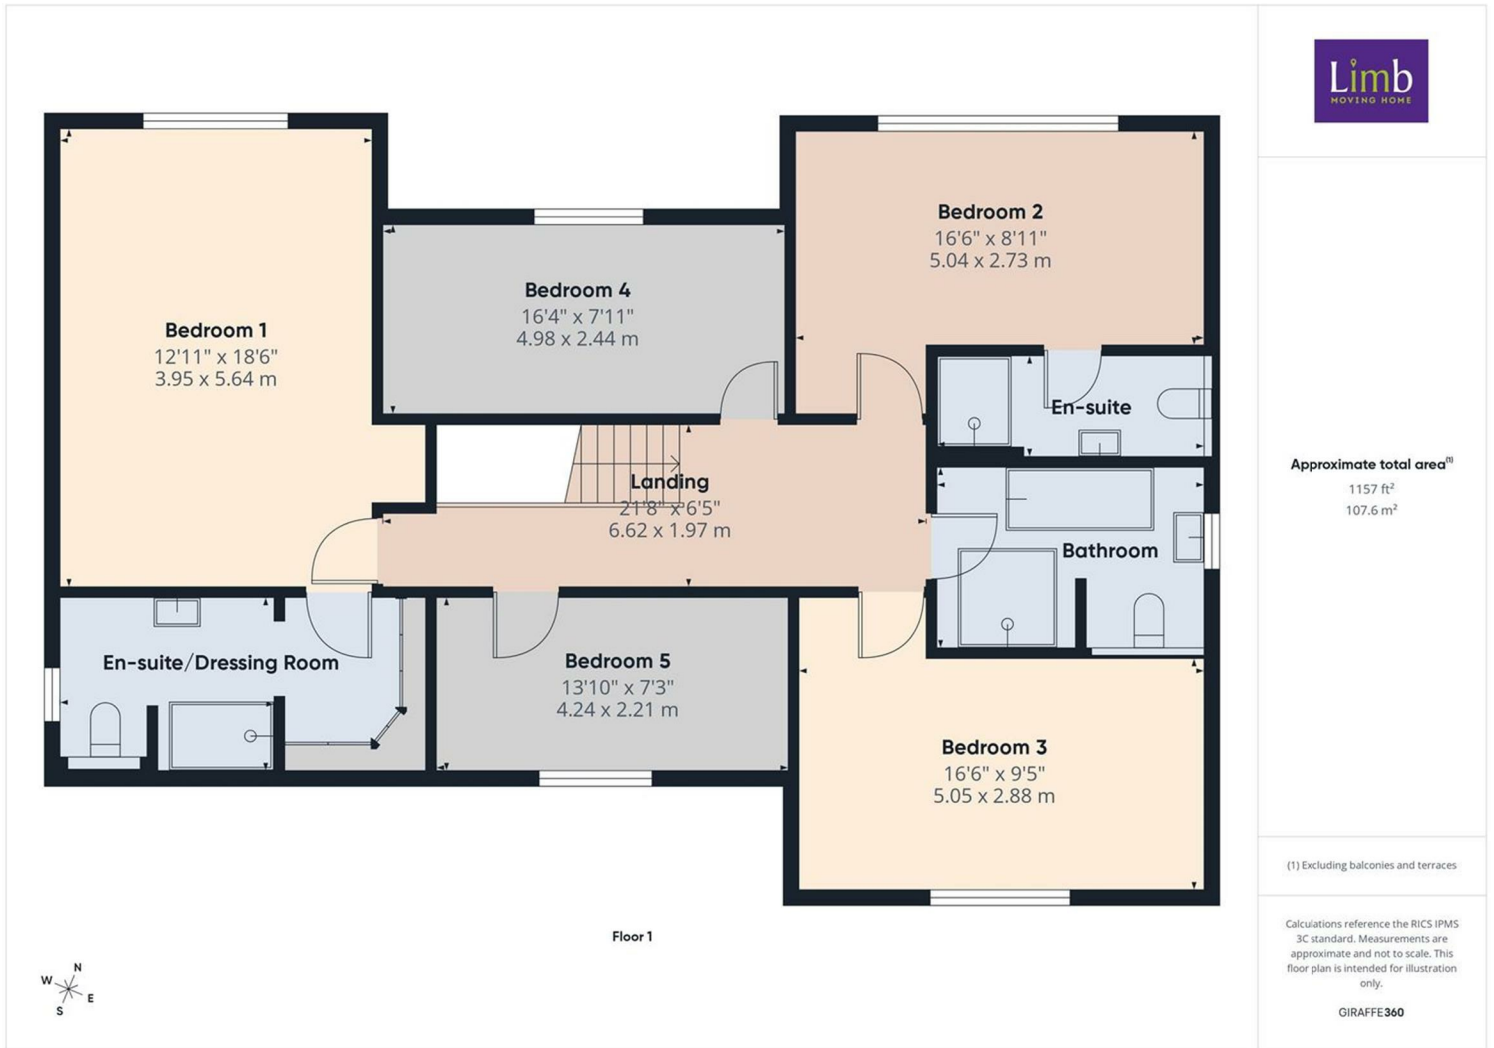 Limb
MOVING HOME
Bedroom 1
12'11" x 18'6"
3.95 x 5.64 m
Bedroom 4
16'4" x 7'11"
4.98 x 2.44 m
Bedroom 2
16'6" x 8'11"
5.04 x 2.73 m
En-suite
Landing
21'8" x 6'5"
6.62 x 1.97 m
Bathroom
En-suite/Dressing Room
Bedroom 5
13'10" x 7'3"
4.24 x 2.21 m
Bedroom 3
16'6" x 9'5"
5.05 x 2.88 m
Floor 1
N
W
E
S
Approximate total area(1)
1157 ft²
107.6 m²
(1) Excluding balconies and terraces
Calculations reference the RICS IPMS
3C standard. Measurements are
approximate and not to scale. This
floor plan is intended for illustration
only.
GIRAFFE360